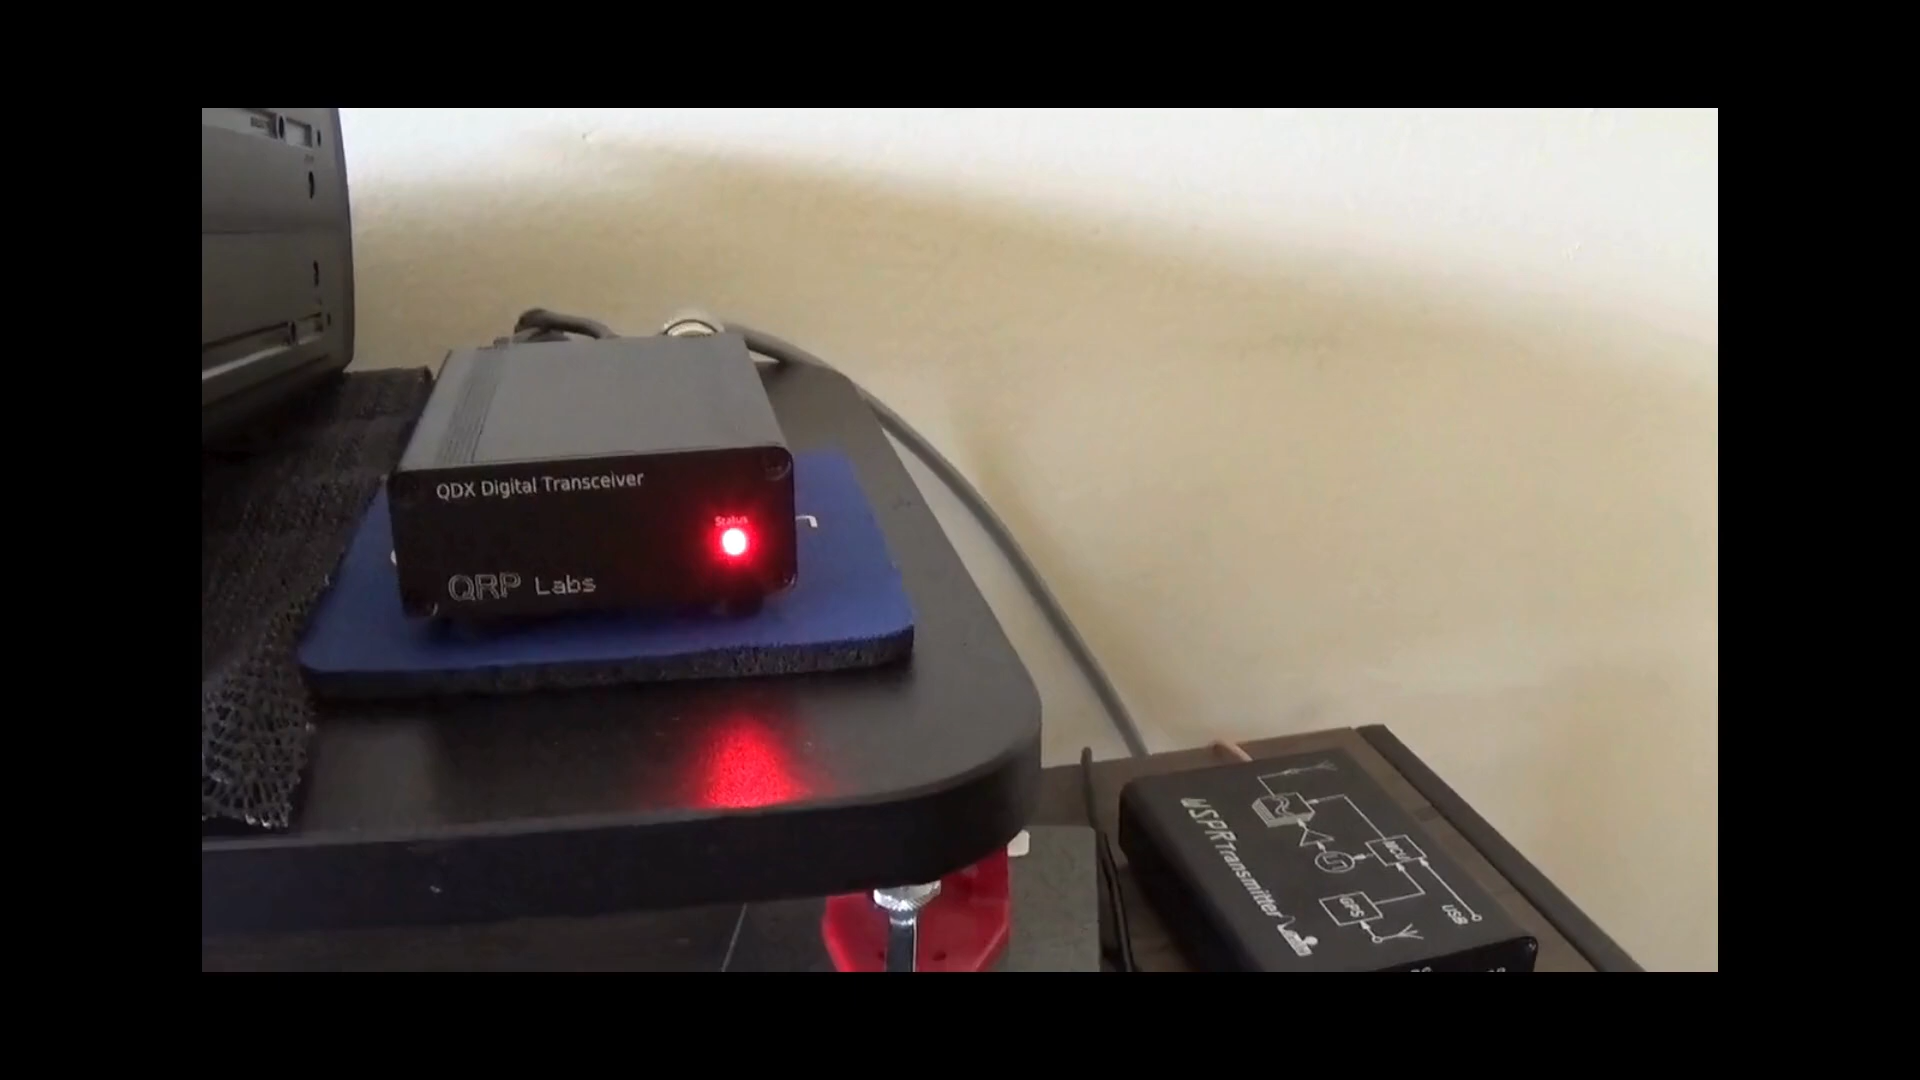 QDX Digital Transceiver
Status
QRP Labs
WSPR Transmitter
MCU
GPS
USB